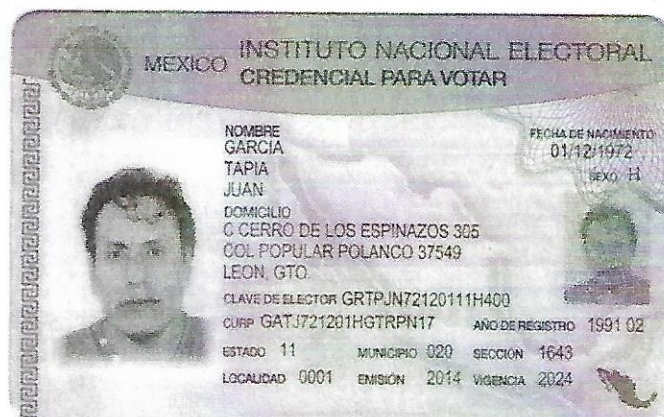 MEXICO INSTITUTO NACIONAL ELECTORAL
CREDENCIAL PARA VOTAR
NOMBRE
GARCIA
TAPIA
JUAN
FECHA DE NACIMIENTO
01/12/1972
SEXO H
DOMICILIO
C CERRO DE LOS ESPINAZOS 305
COL POPULAR POLANCO 37549
LEON, GTO.
CLAVE DE ELECTOR GRTPJN72120111H400
CURP GATJ721201HGTRPN17 AÑO DE REGISTRO 1991 02
ESTADO 11 MUNICIPIO 020 SECCIÓN 1643
LOCALIDAD 0001 EMISIÓN 2014 VIGENCIA 2024